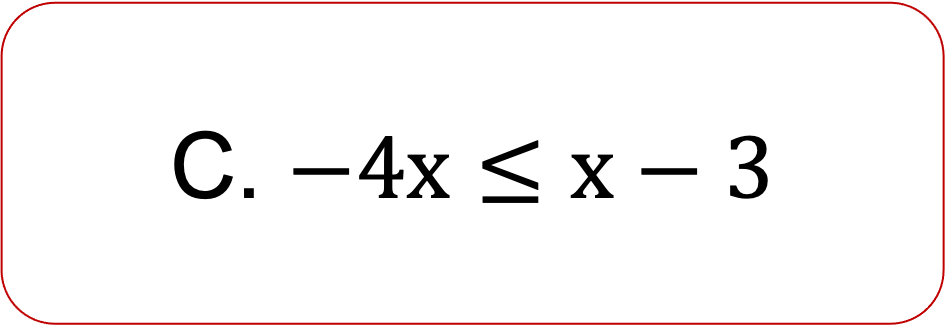 C. −4x ≤ x − 3